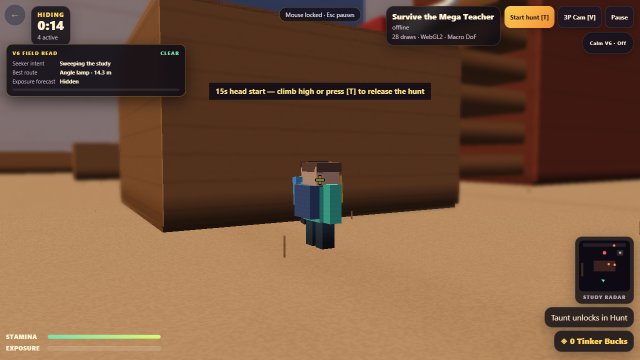 ←
HIDING
0:14
4 active
V6 FIELD READ
CLEAR
Seeker intent Sweeping the study
Best route Angle lamp · 14.3 m
Exposure forecast Hidden
Mouse locked · Esc pauses
Survive the Mega Teacher
offline
28 draws · WebGL2 · Macro DoF
Start hunt [T]
3P Cam [V]
Pause
Calm V6 · Off
15s head start — climb high or press [T] to release the hunt
STUDY RADAR
Taunt unlocks in Hunt
◆ 0 Tinker Bucks
STAMINA
EXPOSURE